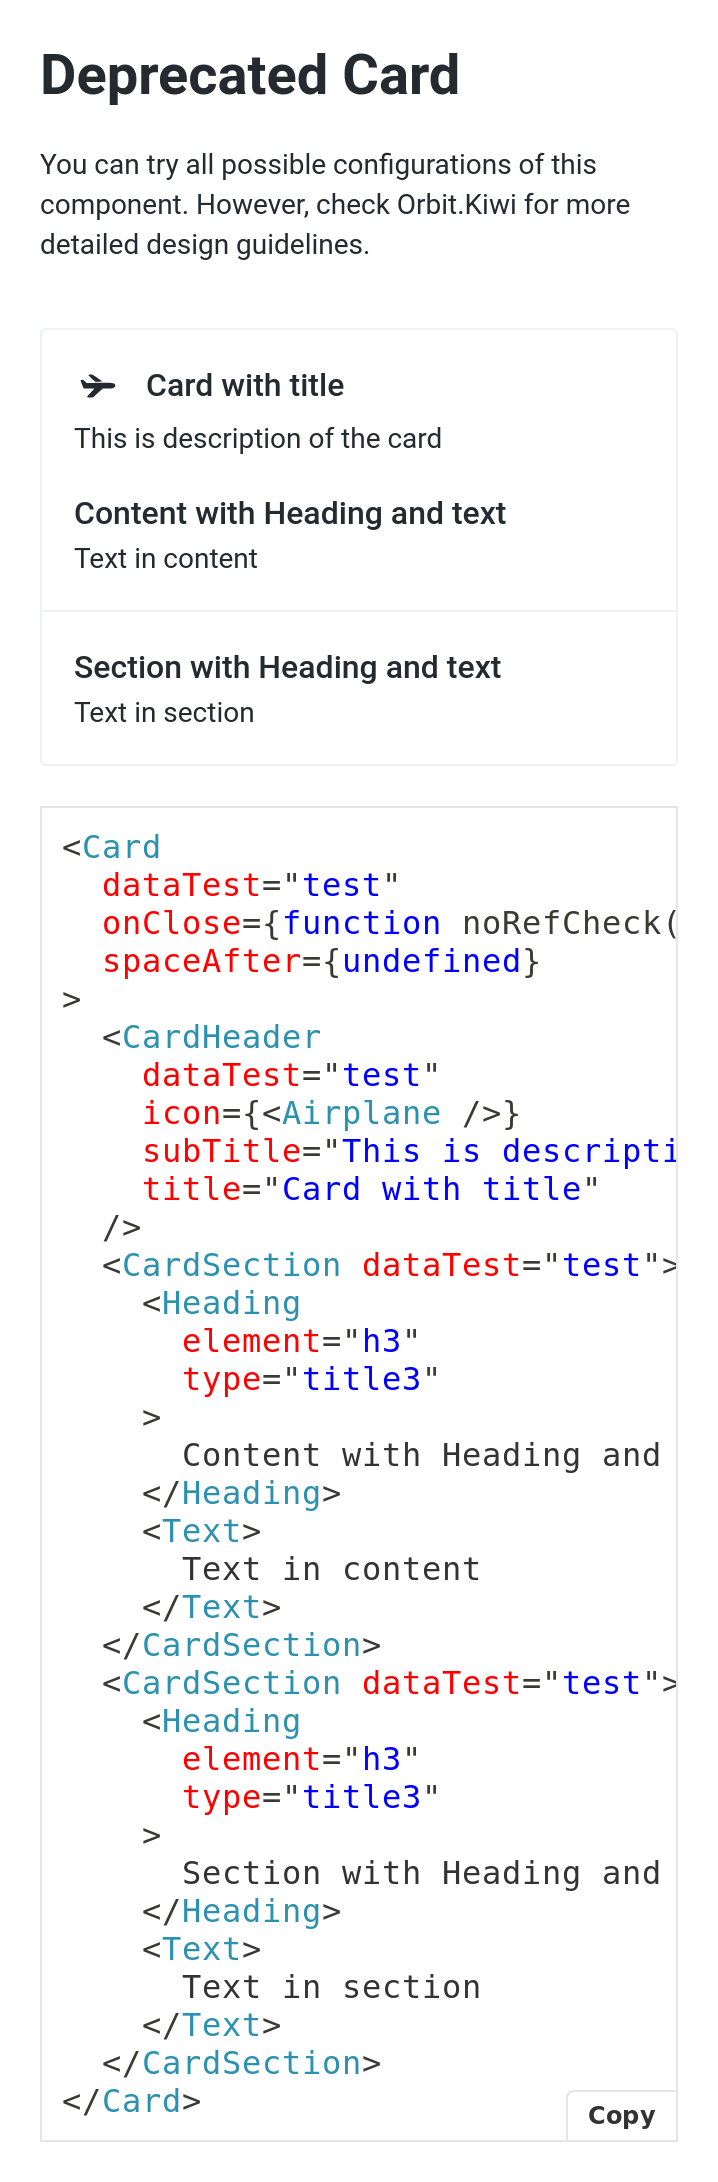 Deprecated Card
You can try all possible configurations of this
component. However, check Orbit.Kiwi for more
detailed design guidelines.
Card with title
This is description of the card
Content with Heading and text
Text in content
Section with Heading and text
Text in section
<Card
  dataTest="test"
  onClose={function noRefCheck(
  spaceAfter={undefined}
>
  <CardHeader
    dataTest="test"
    icon={<Airplane />}
    subTitle="This is descripti
    title="Card with title"
  />
  <CardSection dataTest="test">
    <Heading
      element="h3"
      type="title3"
    >
      Content with Heading and
    </Heading>
    <Text>
      Text in content
    </Text>
  </CardSection>
  <CardSection dataTest="test">
    <Heading
      element="h3"
      type="title3"
    >
      Section with Heading and
    </Heading>
    <Text>
      Text in section
    </Text>
  </CardSection>
</Card>
Copy